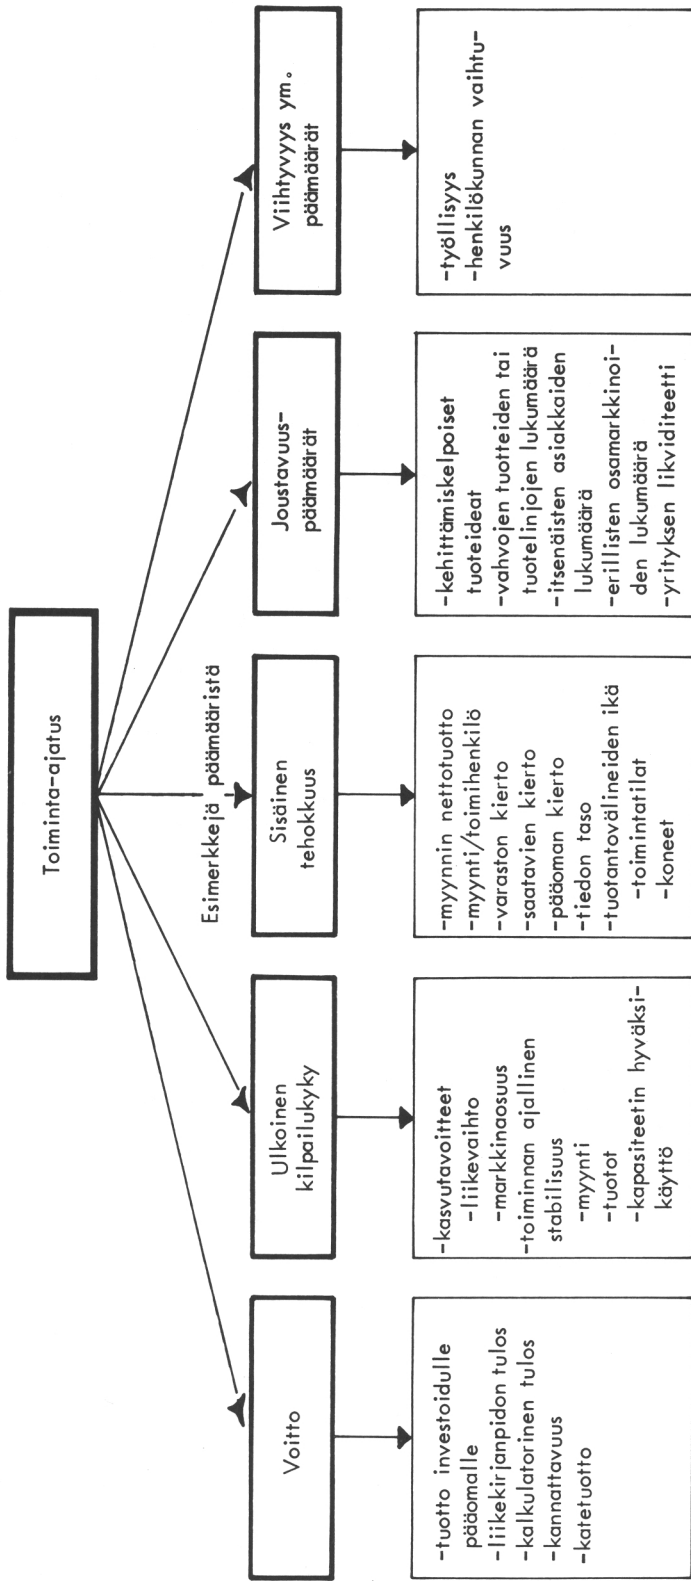 Toiminta-ajatus
Esimerkkejä päämääristä
Voitto
-tuotto investoidulle
pääomalle
-liikekirjanpidon tulos
-kalkulatorinen tulos
-kannattavuus
-katetuotto
Ulkoinen
kilpailukyky
-kasvutavoitteet
-liikevaihto
-markkinaosuus
-toiminnan ajallinen
stabilisuus
-myynti
-tuotot
-kapasiteetin hyväksi-
käyttö
Sisäinen
tehokkuus
-myynnin nettotuotto
-myynti/toimihenkilö
-varaston kierto
-saatavien kierto
-pääoman kierto
-tiedon taso
-tuotantovälineiden ikä
-toimintatilat
-koneet
Joustavuus-
päämäärät
-kehittämiskelpoiset
tuoteideat
-vahvojen tuotteiden tai
tuotelinjojen lukumäärä
-itsenäisten asiakkaiden
lukumäärä
-erillisten osamarkkinoi-
den lukumäärä
-yrityksen likviditeetti
Viihtyvyys ym.
päämäärät
-työllisyys
-henkilökunnan vaihtu-
vuus